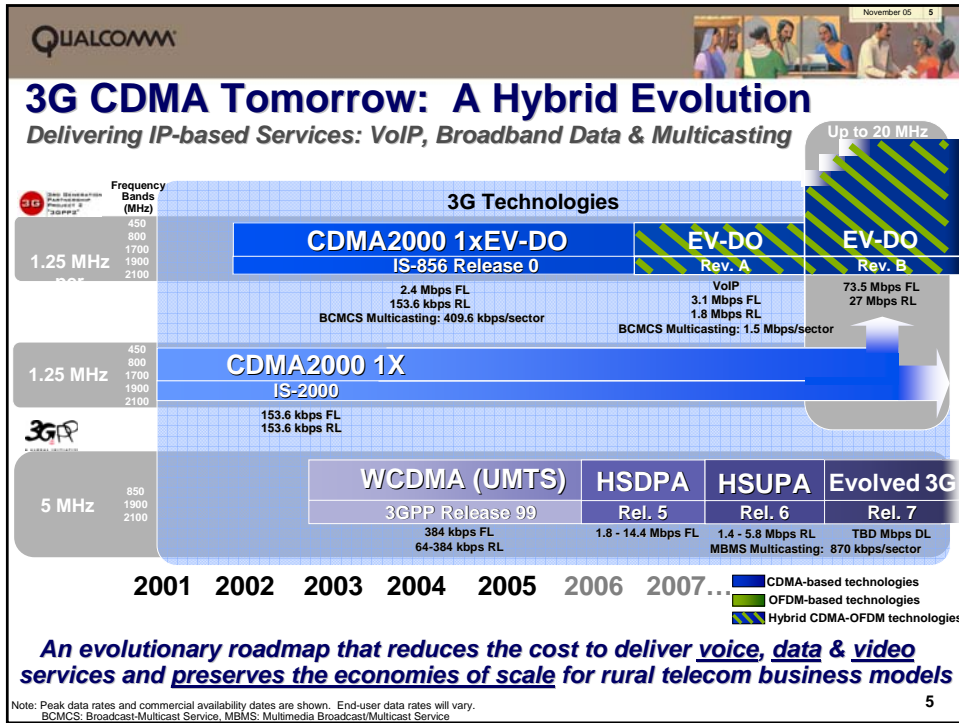 November 05 5
QUALCOMM
3G CDMA Tomorrow: A Hybrid Evolution
Delivering IP-based Services: VoIP, Broadband Data & Multicasting
Up to 20 MHz
3G
3RD GENERATION
PARTNERSHIP
PROJECT 2
"3GPP2"
Frequency
Bands
(MHz)
3G Technologies
1.25 MHz
per
450
800
1700
1900
2100
CDMA2000 1xEV-DO
IS-856 Release 0
EV-DO
Rev. A
EV-DO
Rev. B
2.4 Mbps FL
153.6 kbps RL
BCMCS Multicasting: 409.6 kbps/sector
VoIP
3.1 Mbps FL
1.8 Mbps RL
BCMCS Multicasting: 1.5 Mbps/sector
73.5 Mbps FL
27 Mbps RL
1.25 MHz
450
800
1700
1900
2100
CDMA2000 1X
IS-2000
153.6 kbps FL
153.6 kbps RL
3GPP
A GLOBAL INITIATIVE
5 MHz
850
1900
2100
WCDMA (UMTS)
3GPP Release 99
HSDPA
Rel. 5
HSUPA
Rel. 6
Evolved 3G
Rel. 7
384 kbps FL
64-384 kbps RL
1.8 - 14.4 Mbps FL
1.4 - 5.8 Mbps RL
MBMS Multicasting: 870 kbps/sector
TBD Mbps DL
2001 2002 2003 2004 2005 2006 2007...
CDMA-based technologies
OFDM-based technologies
Hybrid CDMA-OFDM technologies
An evolutionary roadmap that reduces the cost to deliver voice, data & video
services and preserves the economies of scale for rural telecom business models
Note: Peak data rates and commercial availability dates are shown. End-user data rates will vary.
BCMCS: Broadcast-Multicast Service, MBMS: Multimedia Broadcast/Multicast Service
5